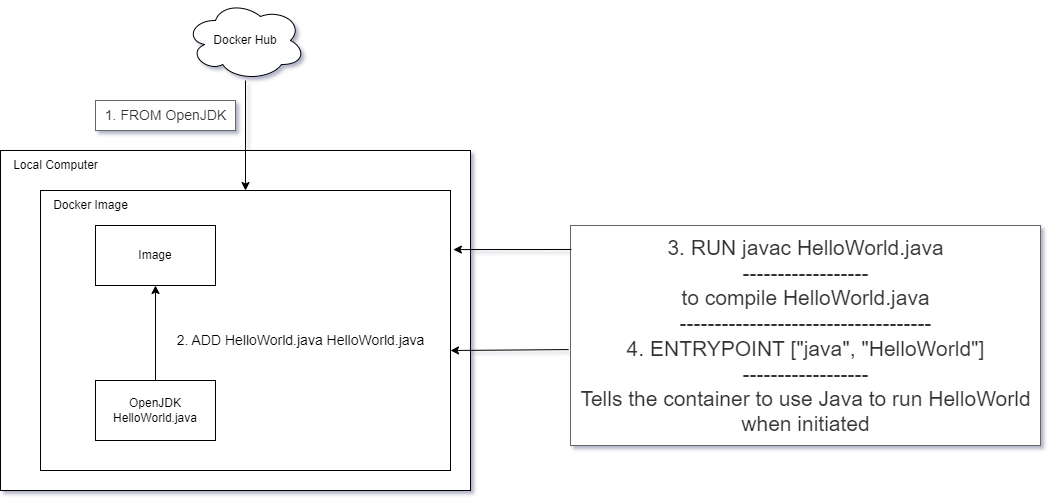 Docker Hub
1. FROM OpenJDK
Local Computer
Docker Image
Image
2. ADD HelloWorld.java HelloWorld.java
OpenJDK
HelloWorld.java
3. RUN javac HelloWorld.java
------------------
to compile HelloWorld.java
------------------------------------
4. ENTRYPOINT ["java", "HelloWorld"]
------------------
Tells the container to use Java to run HelloWorld
when initiated